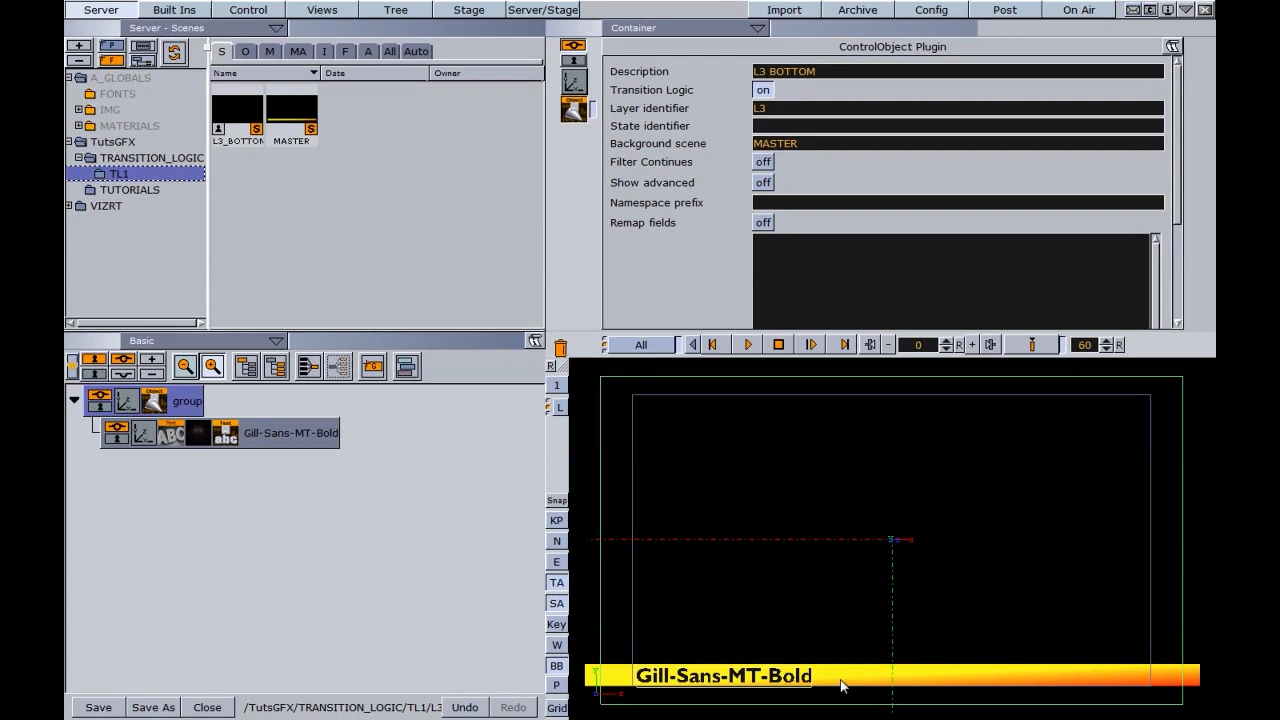 Server Built Ins Control Views Tree Stage Server/Stage Import Archive Config Post On Air
Server - Scenes
Container
S O M MA I F A All Auto
ControlObject Plugin
Name Date Owner
A_GLOBALS
FONTS
IMG
MATERIALS
TutsGFX
TRANSITION_LOGIC
TL1
TUTORIALS
VIZRT
L3_BOTTOM
MASTER
Description L3 BOTTOM
Transition Logic on
Layer identifier L3
State identifier
Background scene MASTER
Filter Continues off
Show advanced off
Namespace prefix
Remap fields off
Basic
All 0 R 60 R
R
1
L
group
Gill-Sans-MT-Bold
Snap
KP
N
E
TA
SA
Key
W
BB
P
Grid
Gill-Sans-MT-Bold
Save Save As Close /TutsGFX/TRANSITION_LOGIC/TL1/L3 Undo Redo